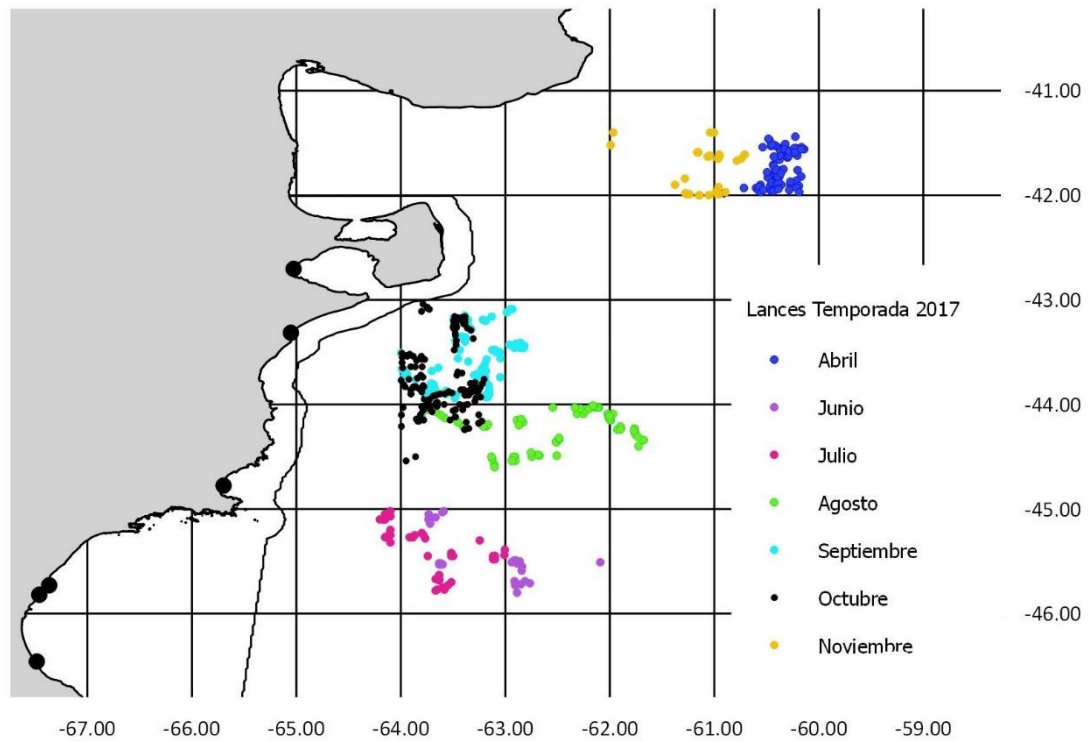 -41.00
-42.00
-43.00
Lances Temporada 2017
Abril
-44.00
Junio
Julio
Agosto
-45.00
Septiembre
Octubre
-46.00
Noviembre
-67.00 -66.00 -65.00 -64.00 -63.00 -62.00 -61.00 -60.00 -59.00